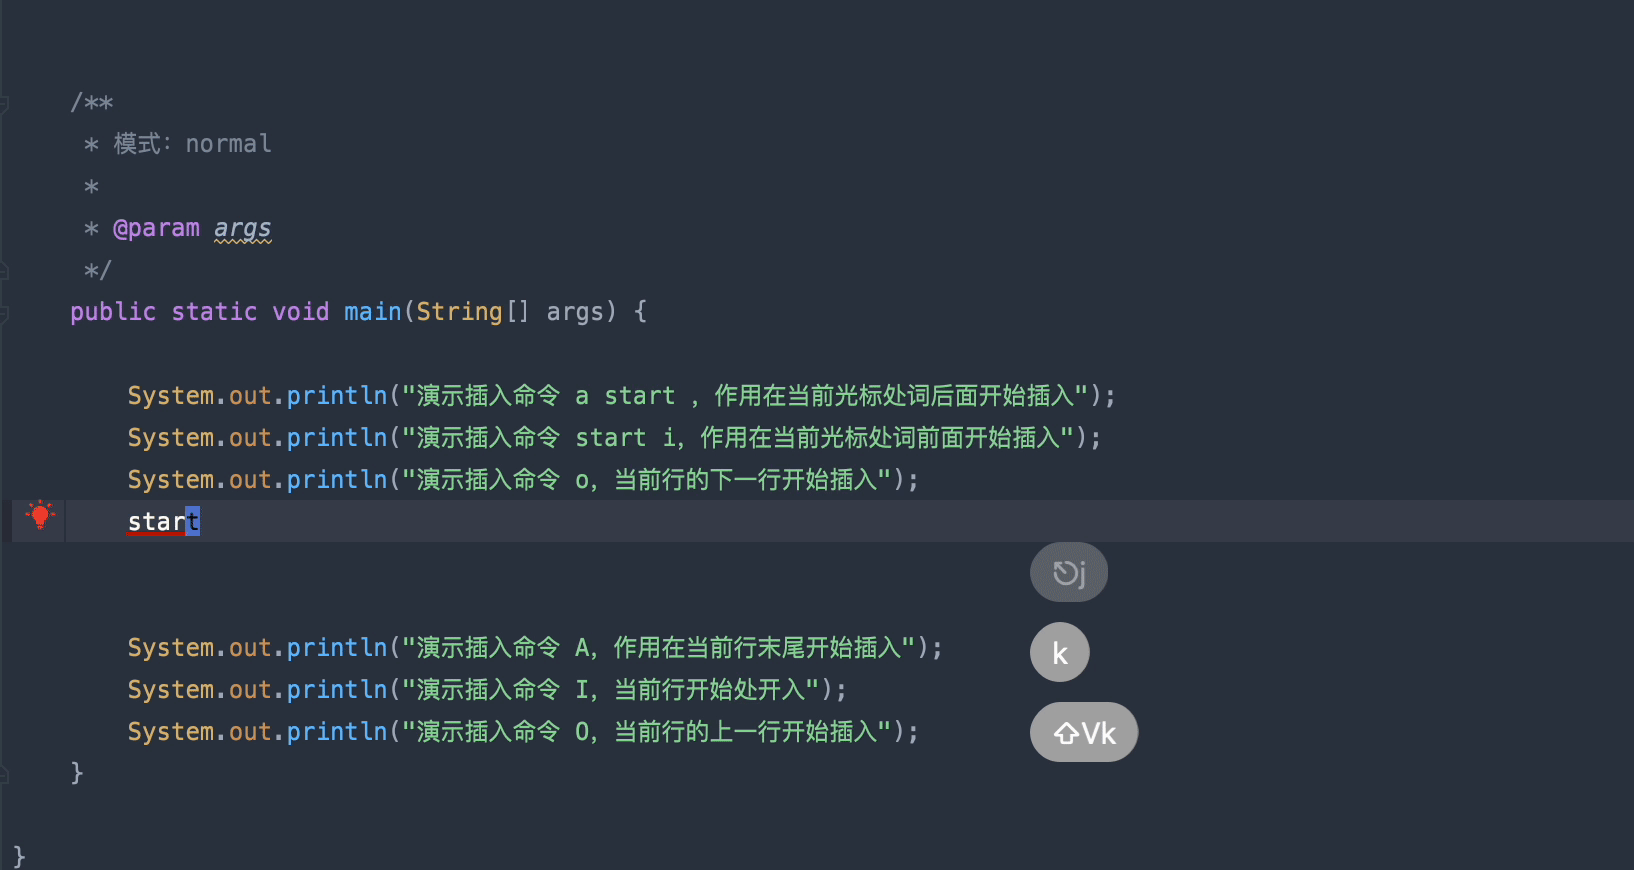 /**
* 模式：normal
*
* @param args
*/
public static void main(String[] args) {
System.out.println("演示插入命令 a start ，作用在当前光标处词后面开始插入");
System.out.println("演示插入命令 start i，作用在当前光标处词前面开始插入");
System.out.println("演示插入命令 o，当前行的下一行开始插入");
start
j
k
System.out.println("演示插入命令 A，作用在当前行末尾开始插入");
System.out.println("演示插入命令 I，当前行开始处开入");
System.out.println("演示插入命令 O，当前行的上一行开始插入");
⇧Vk
}
}